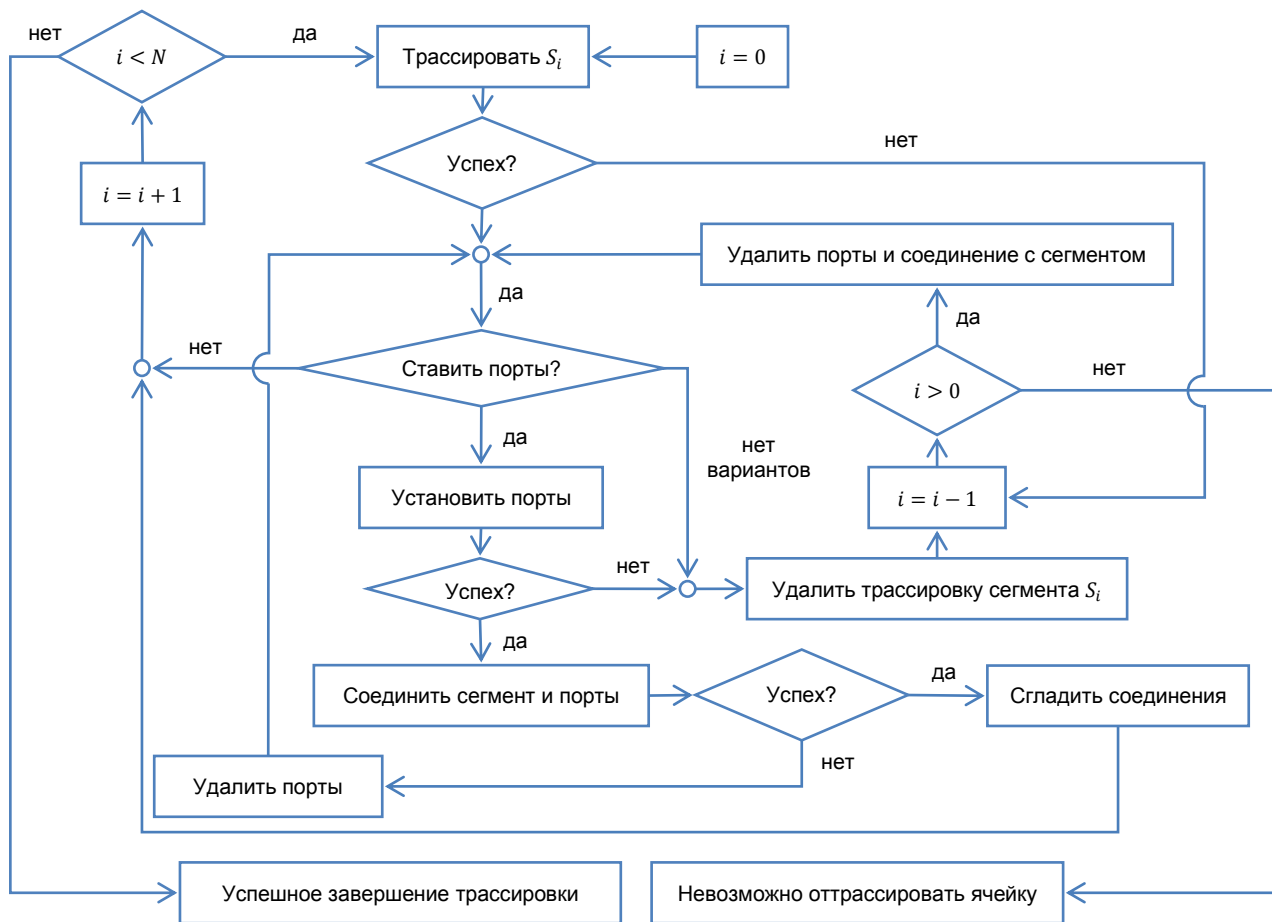 нет
i < N
да
Трассировать Sᵢ
i = 0
Успех?
нет
i = i + 1
да
Удалить порты и соединение с сегментом
да
нет
Ставить порты?
i > 0
нет
да
нет
вариантов
Установить порты
i = i − 1
Успех?
нет
Удалить трассировку сегмента Sᵢ
да
Соединить сегмент и порты
Успех?
да
Сгладить соединения
нет
Удалить порты
Успешное завершение трассировки
Невозможно оттрассировать ячейку